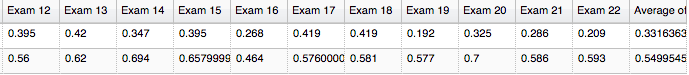 Exam 12 Exam 13 Exam 14 Exam 15 Exam 16 Exam 17 Exam 18 Exam 19 Exam 20 Exam 21 Exam 22 Average of
0.395 0.42 0.347 0.395 0.268 0.419 0.419 0.192 0.325 0.286 0.209 0.3316363
0.56 0.62 0.694 0.6579999 0.464 0.5760000 0.581 0.577 0.7 0.586 0.593 0.5499545